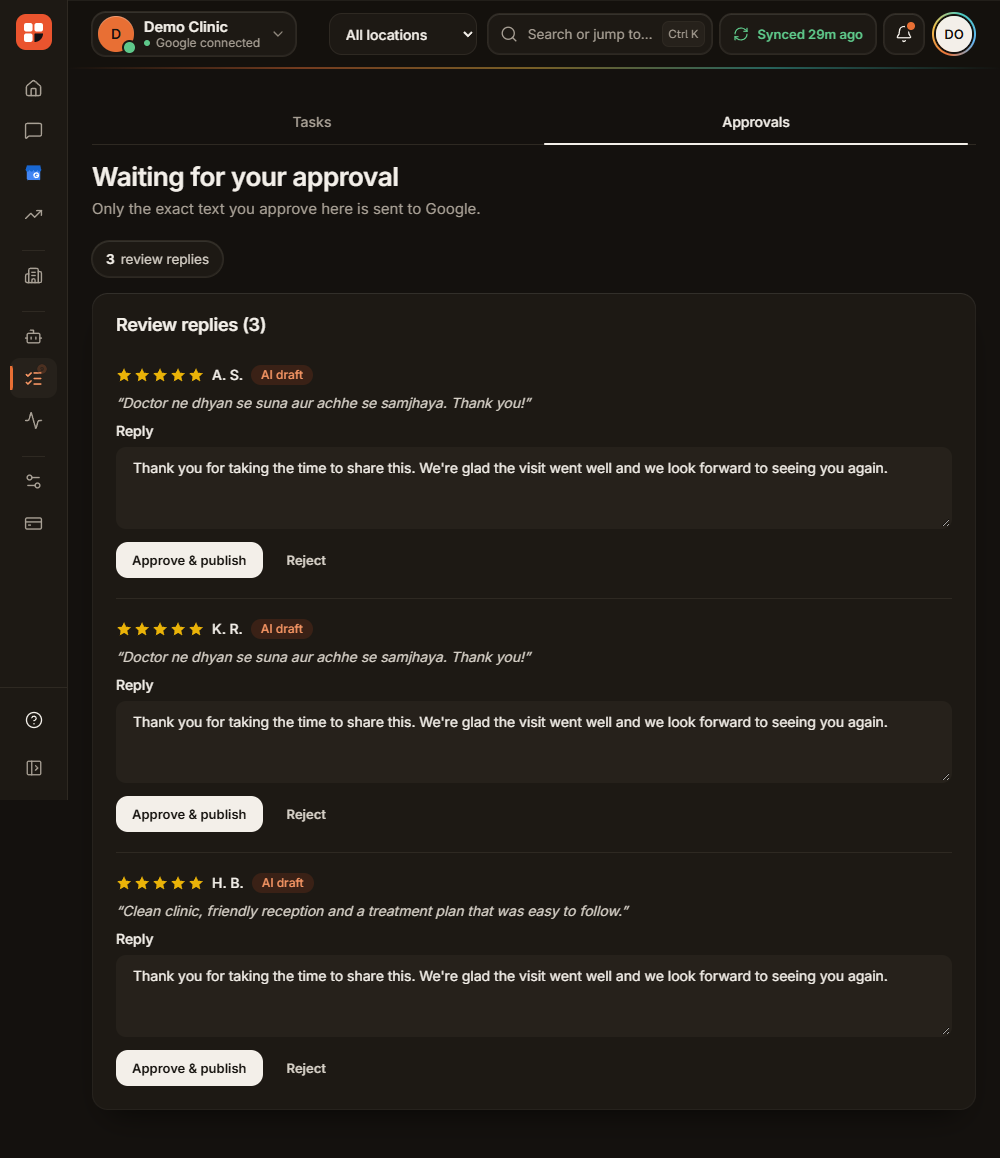 D
Demo Clinic
Google connected
All locations
Search or jump to...
Ctrl K
Synced 29m ago
DO
Tasks
Approvals
Waiting for your approval
Only the exact text you approve here is sent to Google.
3 review replies
Review replies (3)
A. S.
AI draft
“Doctor ne dhyan se suna aur achhe se samjhaya. Thank you!”
Reply
Thank you for taking the time to share this. We're glad the visit went well and we look forward to seeing you again.
Approve & publish
Reject
K. R.
AI draft
“Doctor ne dhyan se suna aur achhe se samjhaya. Thank you!”
Reply
Thank you for taking the time to share this. We're glad the visit went well and we look forward to seeing you again.
Approve & publish
Reject
H. B.
AI draft
“Clean clinic, friendly reception and a treatment plan that was easy to follow.”
Reply
Thank you for taking the time to share this. We're glad the visit went well and we look forward to seeing you again.
Approve & publish
Reject